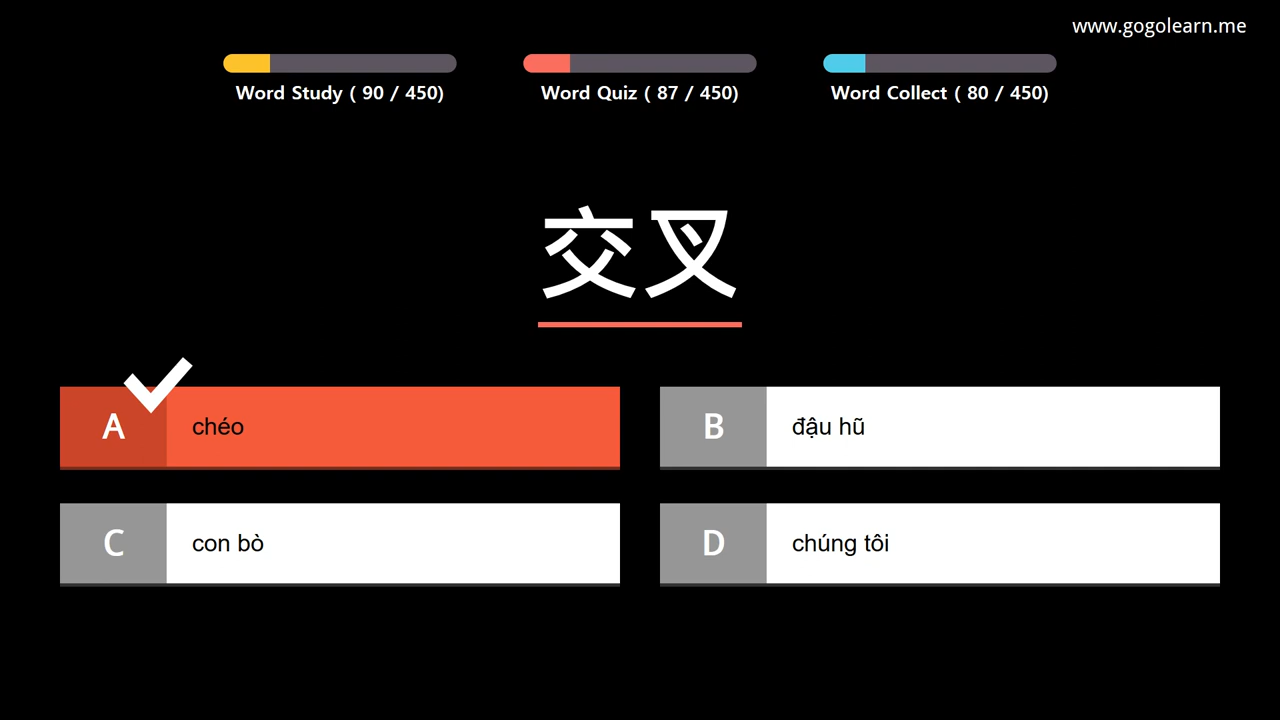 www.gogolearn.me
Word Study ( 90 / 450)
Word Quiz ( 87 / 450)
Word Collect ( 80 / 450)
交叉
A
chéo
B
đậu hũ
C
con bò
D
chúng tôi